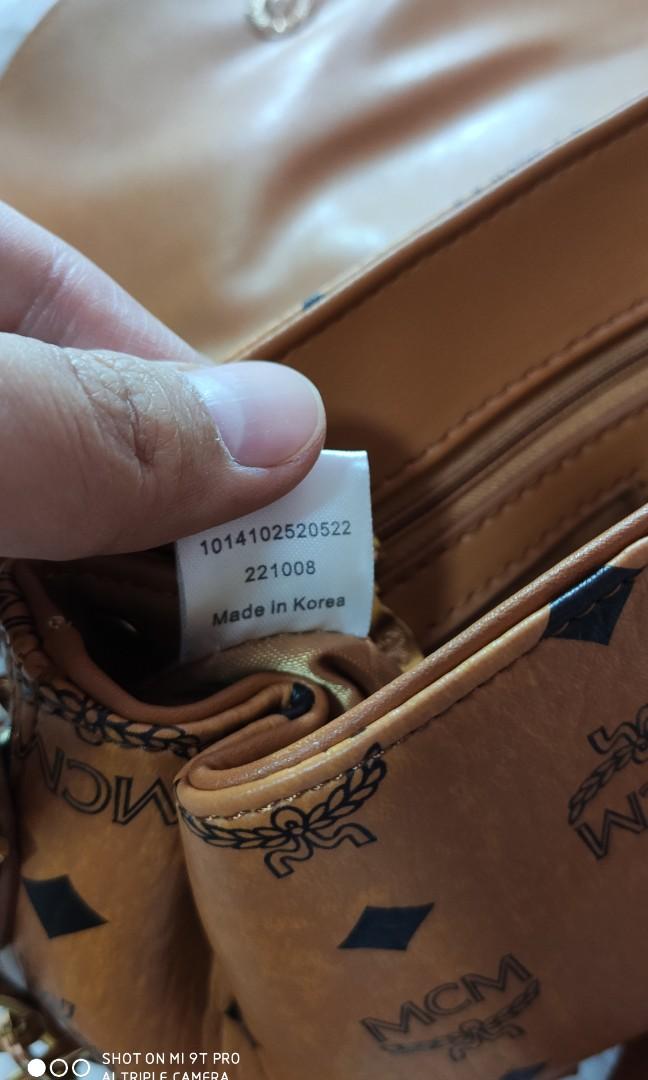 1014102520522
221008
Made in Korea
MCM
MCM
MCM
SHOT ON MI 9T PRO
AI TRIPLE CAMERA